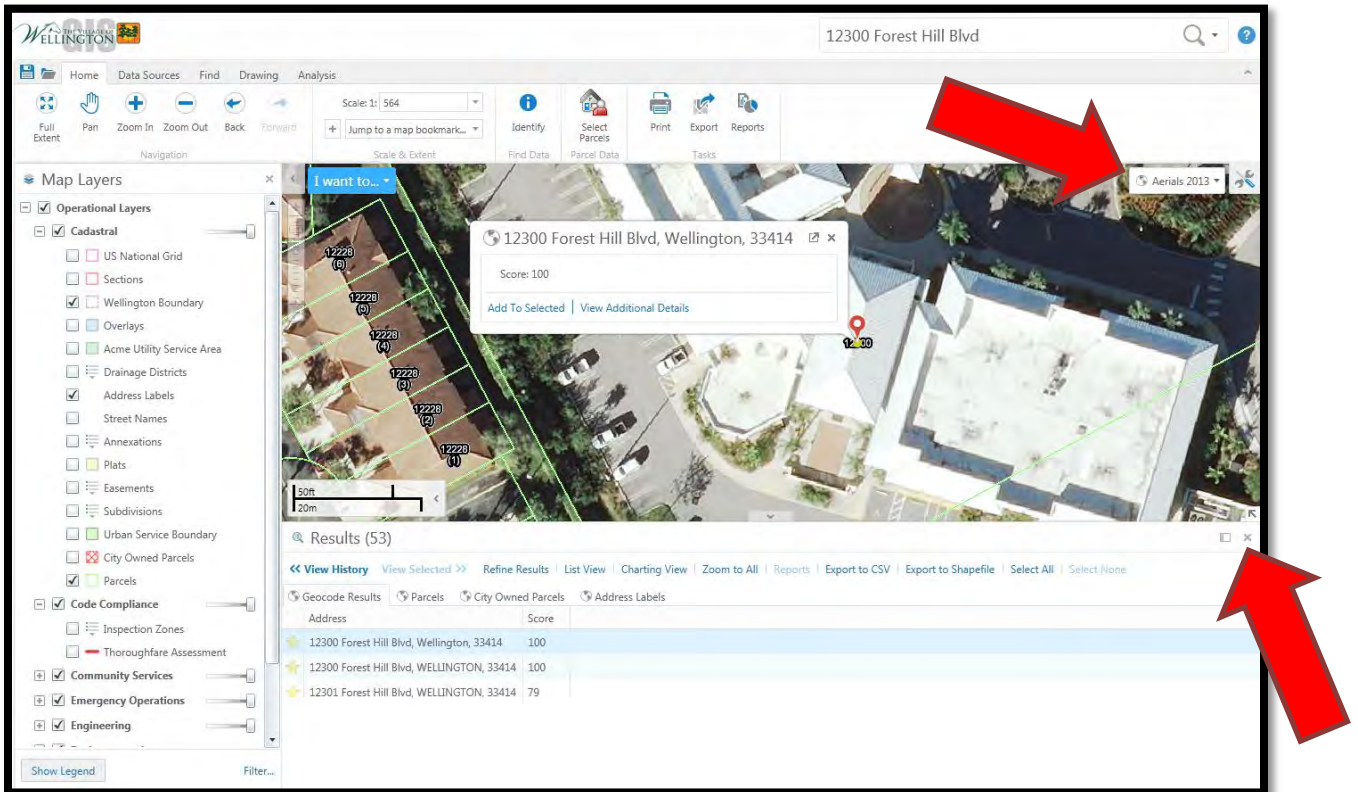 WELLINGTON THE VILLAGE OF GIS
12300 Forest Hill Blvd
Home Data Sources Find Drawing Analysis
Full Extent
Pan
Zoom In
Zoom Out
Back
Forward
Navigation
Scale: 1: 564
+ Jump to a map bookmark...
Scale & Extent
Identify
Find Data
Select Parcels
Parcel Data
Print
Export
Reports
Tasks
Map Layers
Operational Layers
Cadastral
US National Grid
Sections
Wellington Boundary
Overlays
Acme Utility Service Area
Drainage Districts
Address Labels
Street Names
Annexations
Plats
Easements
Subdivisions
Urban Service Boundary
City Owned Parcels
Parcels
Code Compliance
Inspection Zones
Thoroughfare Assessment
Community Services
Emergency Operations
Engineering
Show Legend Filter...
I want to...
Aerials 2013
12300 Forest Hill Blvd, Wellington, 33414
Score: 100
Add To Selected | View Additional Details
12228
(6)
12228
(5)
12228
(4)
12228
(3)
12228
(2)
12228
(1)
12300
50ft
20m
Results (53)
<< View History View Selected >> Refine Results | List View | Charting View | Zoom to All | Reports | Export to CSV | Export to Shapefile | Select All | Select None
Geocode Results Parcels City Owned Parcels Address Labels
Address Score
12300 Forest Hill Blvd, Wellington, 33414 100
12300 Forest Hill Blvd, WELLINGTON, 33414 100
12301 Forest Hill Blvd, WELLINGTON, 33414 79